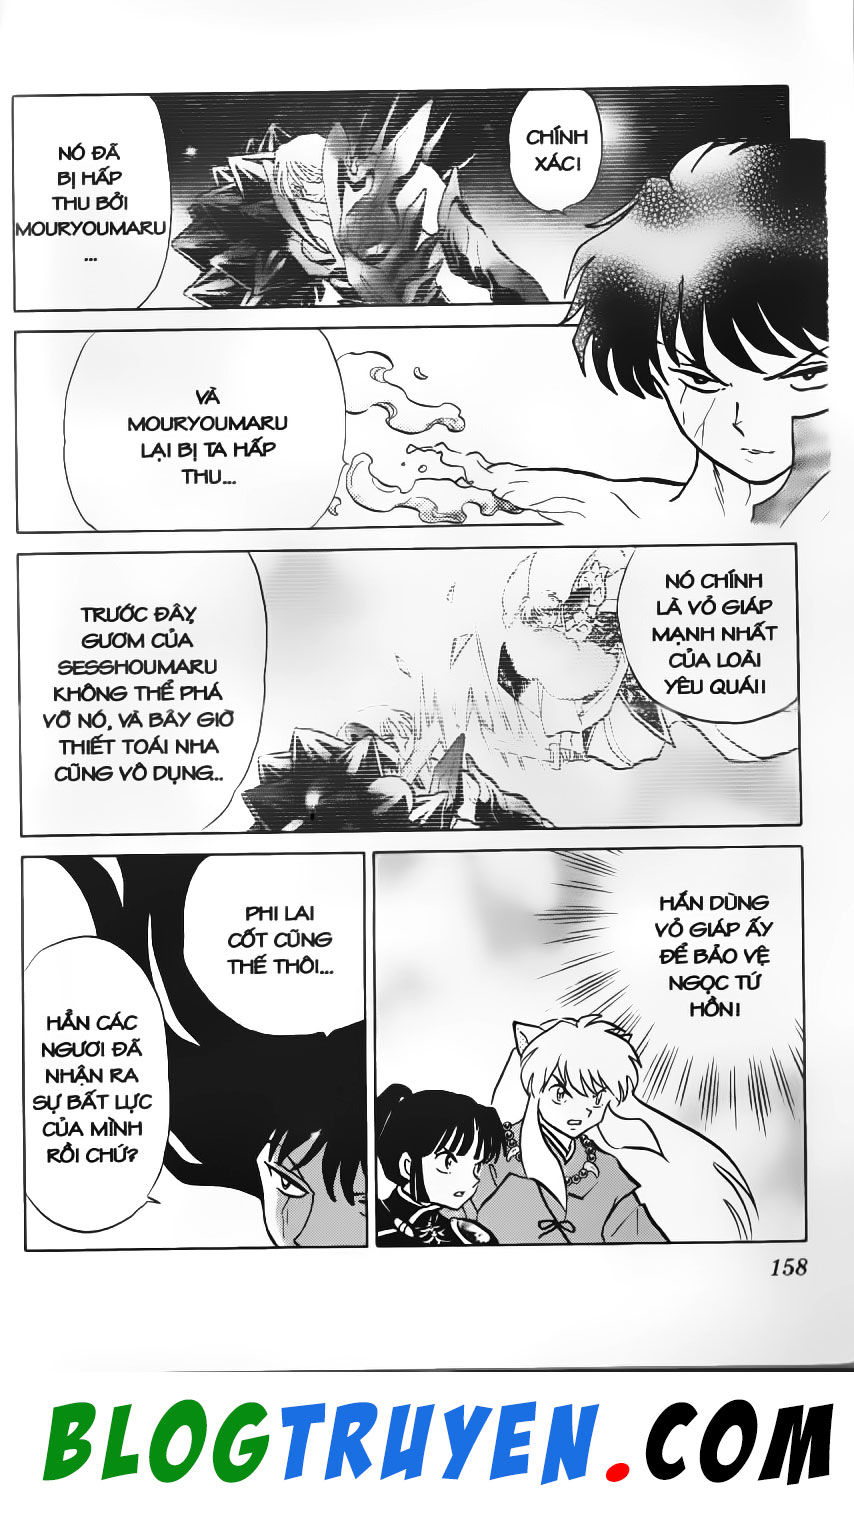 CHÍNH
XÁC!
NÓ ĐÃ
BỊ HẤP
THU BỞI
MOURYOUMARU
...
VÀ
MOURYOUMARU
LẠI BỊ TA HẤP
THU...
NÓ CHÍNH
LÀ VỎ GIÁP
MẠNH NHẤT
CỦA LOÀI
YÊU QUÁI!
TRƯỚC ĐÂY,
GƯƠM CỦA
SESSHOUMARU
KHÔNG THỂ PHÁ
VỠ NÓ, VÀ BÂY GIỜ
THIẾT TOÁI NHA
CŨNG VÔ DỤNG...
HẮN DÙNG
VỎ GIÁP ẤY
ĐỂ BẢO VỆ
NGỌC TỨ
HỒN!
PHI LAI
CỐT CŨNG
THẾ THÔI...
HẲN CÁC
NGƯƠI ĐÃ
NHẬN RA
SỰ BẤT LỰC
CỦA MÌNH
RỒI CHỨ?
158
BLOGTRUYEN.COM